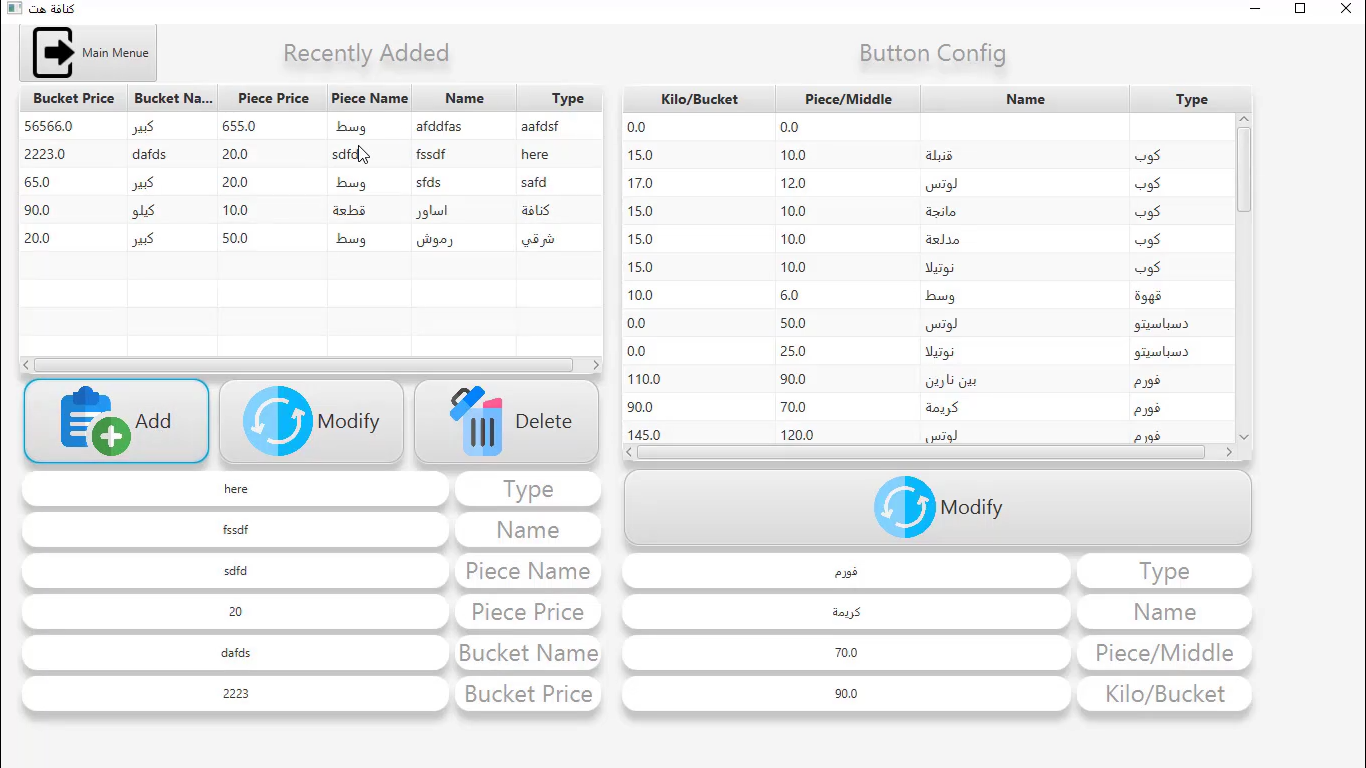 كنافة هت
Main Menue
Recently Added
Button Config
Bucket Price Bucket Na... Piece Price Piece Name Name Type
56566.0 كبير 655.0 وسط afddfas aafdsf
2223.0 dafds 20.0 sdfd fssdf here
65.0 كبير 20.0 وسط sfds safd
90.0 كيلو 10.0 قطعة اساور كنافة
20.0 كبير 50.0 وسط رموش شرقي
Add
Modify
Delete
here Type
fssdf Name
sdfd Piece Name
20 Piece Price
dafds Bucket Name
2223 Bucket Price
Kilo/Bucket Piece/Middle Name Type
0.0 0.0
15.0 10.0 قنبلة كوب
17.0 12.0 لوتس كوب
15.0 10.0 مانجة كوب
15.0 10.0 مدلعة كوب
15.0 10.0 نوتيلا كوب
10.0 6.0 وسط قهوة
0.0 50.0 لوتس دسباسيتو
0.0 25.0 نوتيلا دسباسيتو
110.0 90.0 بين نارين فورم
90.0 70.0 كريمة فورم
145.0 120.0 لوتس فورم
Modify
فورم Type
كريمة Name
70.0 Piece/Middle
90.0 Kilo/Bucket